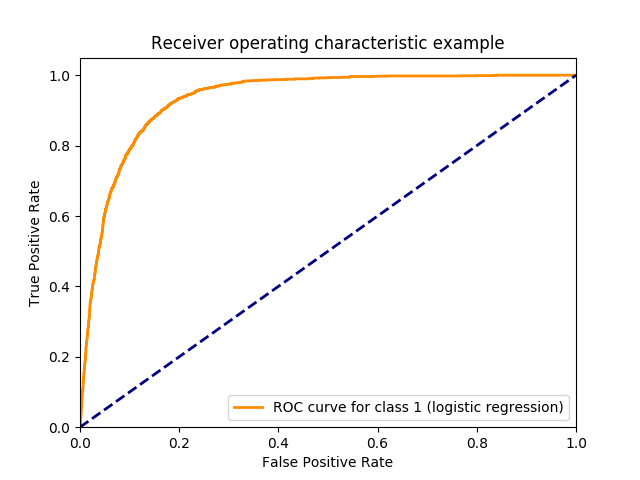 Receiver operating characteristic example
1.0
0.8
0.6
0.4
0.2
0.0
True Positive Rate
ROC curve for class 1 (logistic regression)
0.0 0.2 0.4 0.6 0.8 1.0
False Positive Rate